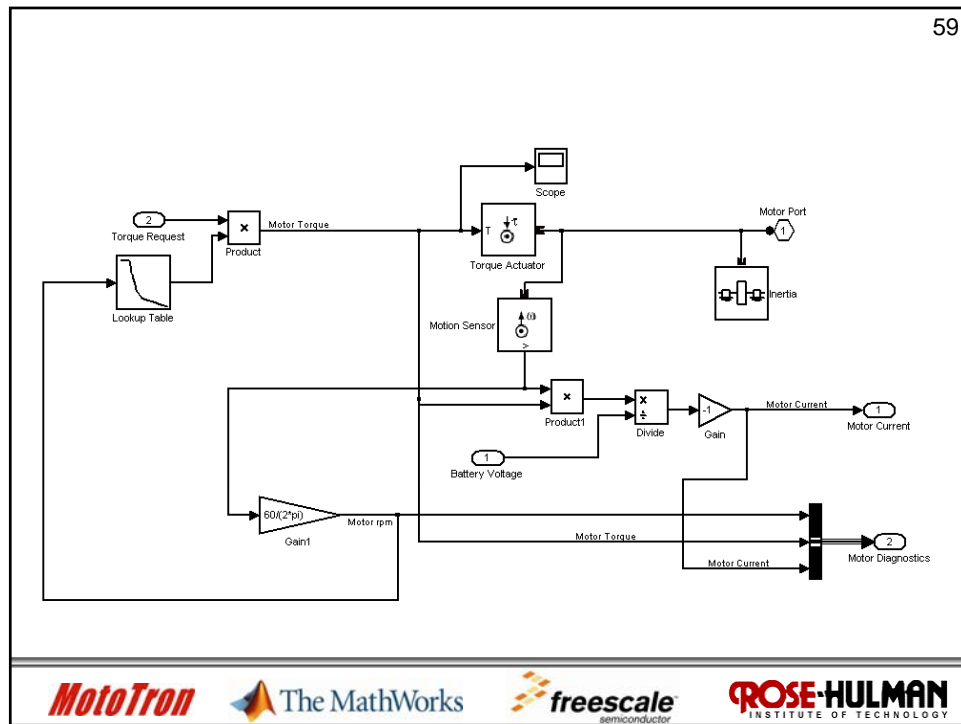 59
Scope
2
Torque Request
×
Product
Motor Torque
T
-τ
Torque Actuator
Motor Port
1
Inertia
Lookup Table
Motion Sensor
ω
×
Product1
×
÷
Divide
-1
Gain
Motor Current
1
Motor Current
1
Battery Voltage
60/(2*pi)
Gain1
Motor rpm
Motor Torque
Motor Current
2
Motor Diagnostics
MotoTron
The MathWorks
freescale™
semiconductor
ROSE-HULMAN
INSTITUTE OF TECHNOLOGY